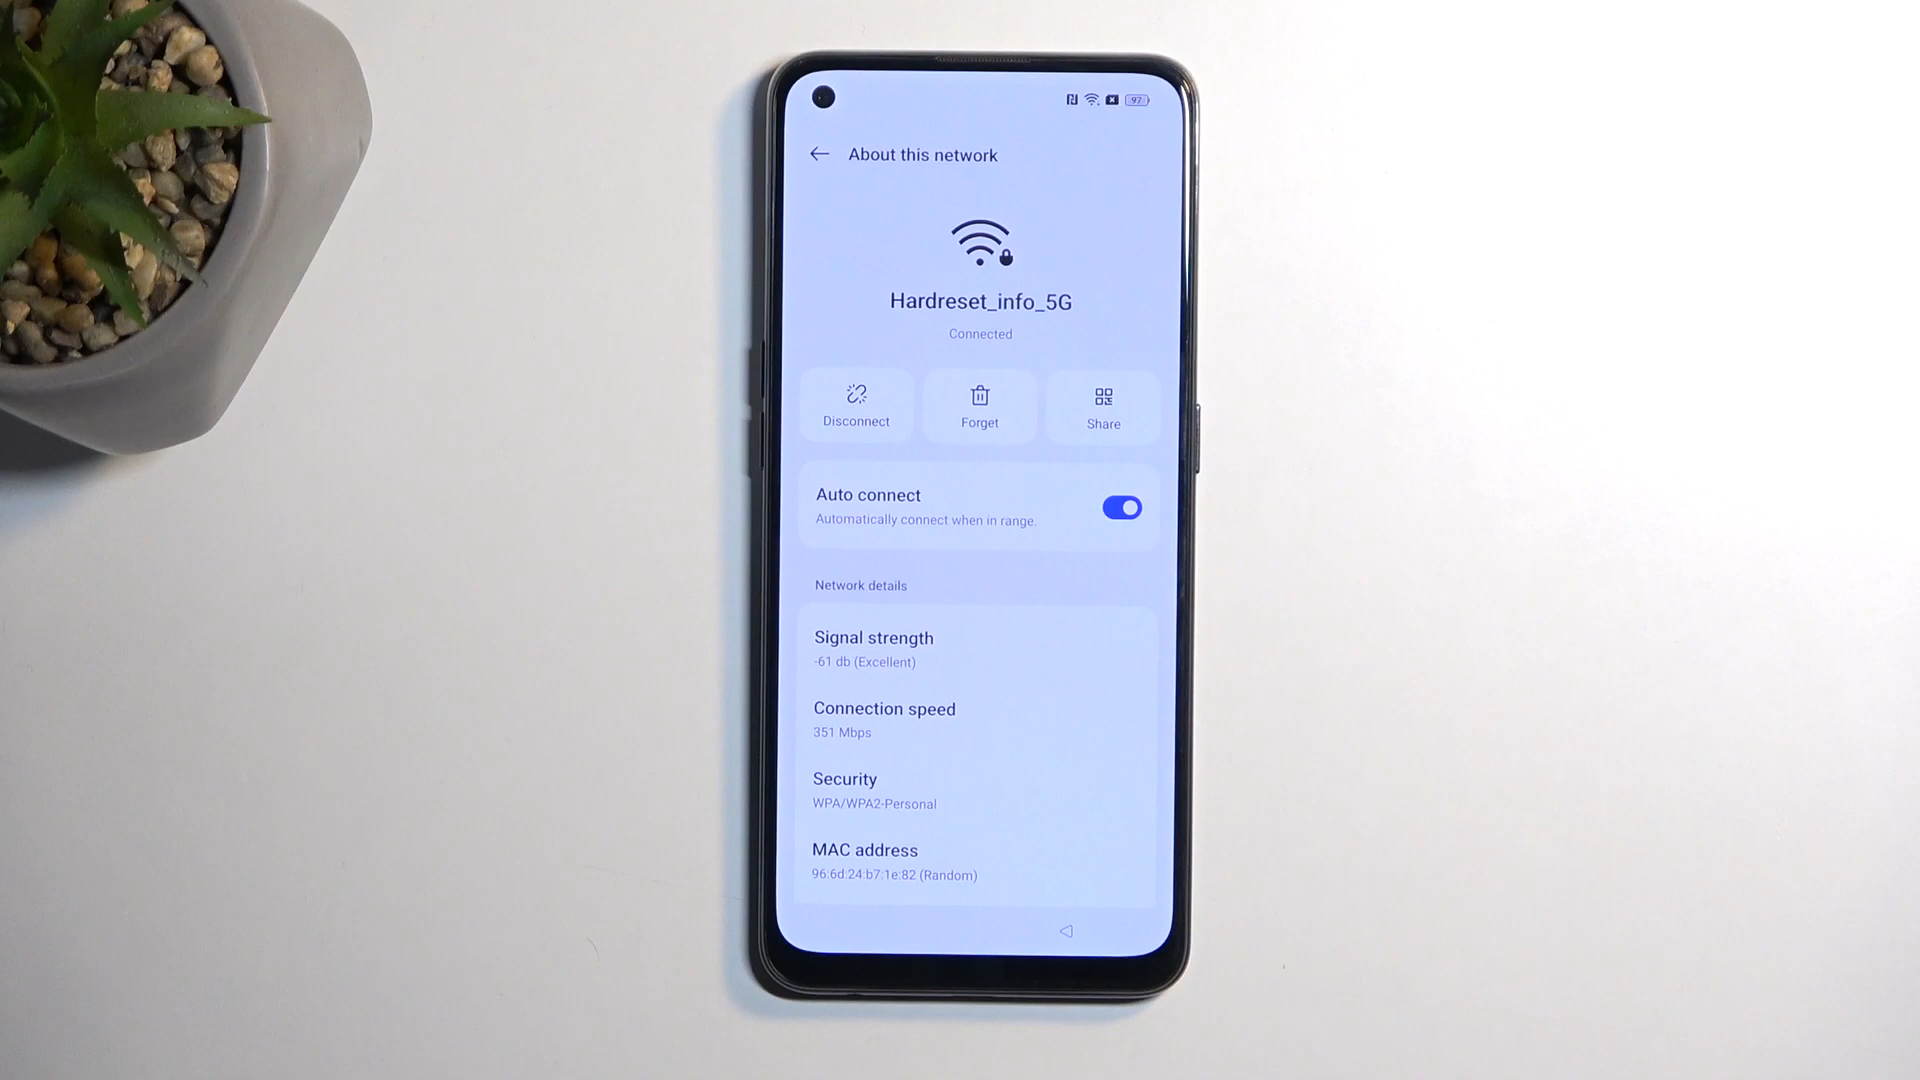 97
About this network
Hardreset_info_5G
Connected
Disconnect
Forget
Share
Auto connect
Automatically connect when in range.
Network details
Signal strength
-61 db (Excellent)
Connection speed
351 Mbps
Security
WPA/WPA2-Personal
MAC address
96:6d:24:b7:1e:82 (Random)